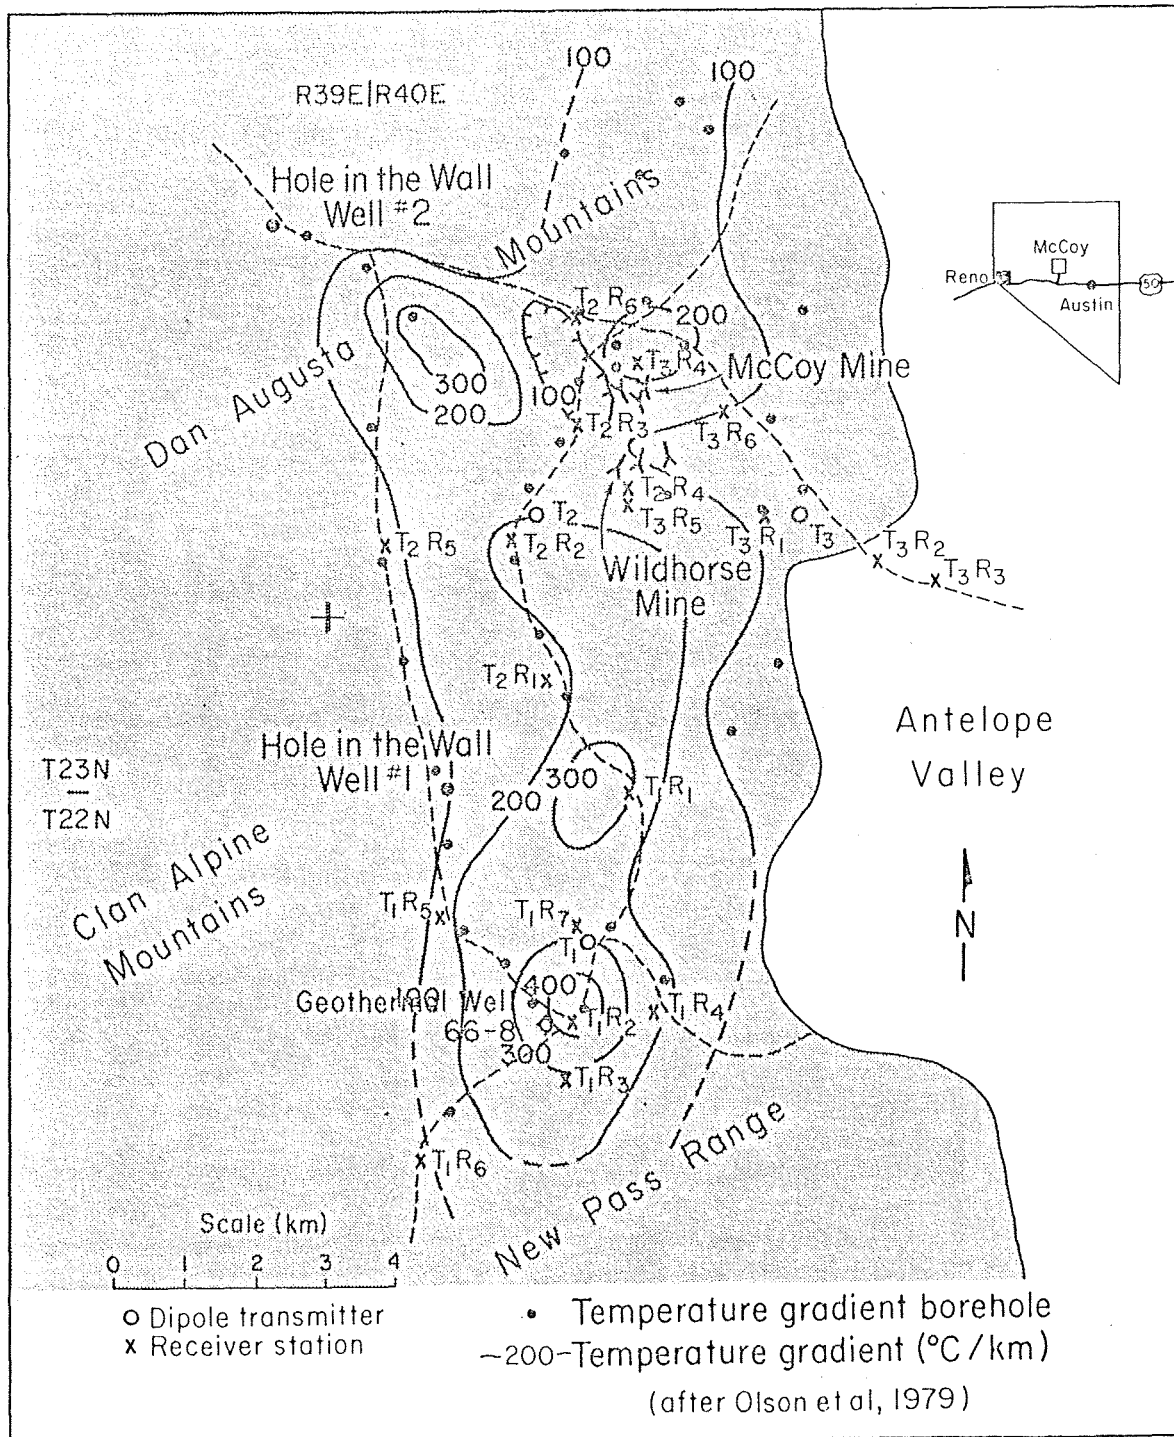 100
100
R39E|R40E
Hole in the Wall
Well #2
Mountains
McCoy
Reno
50
Austin
T2 R6
200
T3 R4
McCoy Mine
Dan Augusta
300
200
100
T2 R3
T3 R6
T2 R4
T3 R5
T2
T2 R2
T3 R1
T3
T3 R2
T3 R3
T2 R5
Wildhorse
Mine
T2 R1
Antelope
Valley
Hole in the Wall
Well #1
T23N
T22N
300
200
T1 R1
Clan Alpine
Mountains
T1 R5
T1 R7
T1
N
400
Geothermal Well
66-8
100
T1 R2
T1 R4
300
T1 R3
T1 R6
New Pass Range
Scale (km)
0 1 2 3 4
o Dipole transmitter
x Receiver station
• Temperature gradient borehole
—200— Temperature gradient (°C/km)
(after Olson et al, 1979)